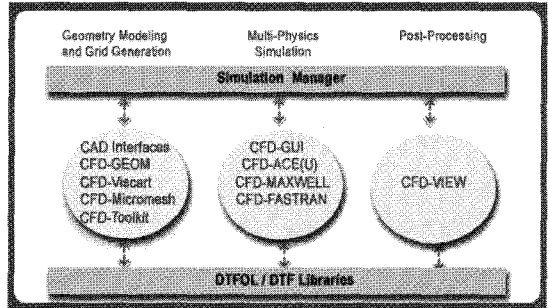 Geometry Modeling
and Grid Generation
Multi-Physics
Simulation
Post-Processing
Simulation Manager
CAD Interfaces
CFD-GEOM
CFD-Viscart
CFD-Micromesh
CFD-Toolkit
CFD-GUI
CFD-ACE(U)
CFD-MAXWELL
CFD-FASTRAN
CFD-VIEW
DTFOL / DTF Libraries